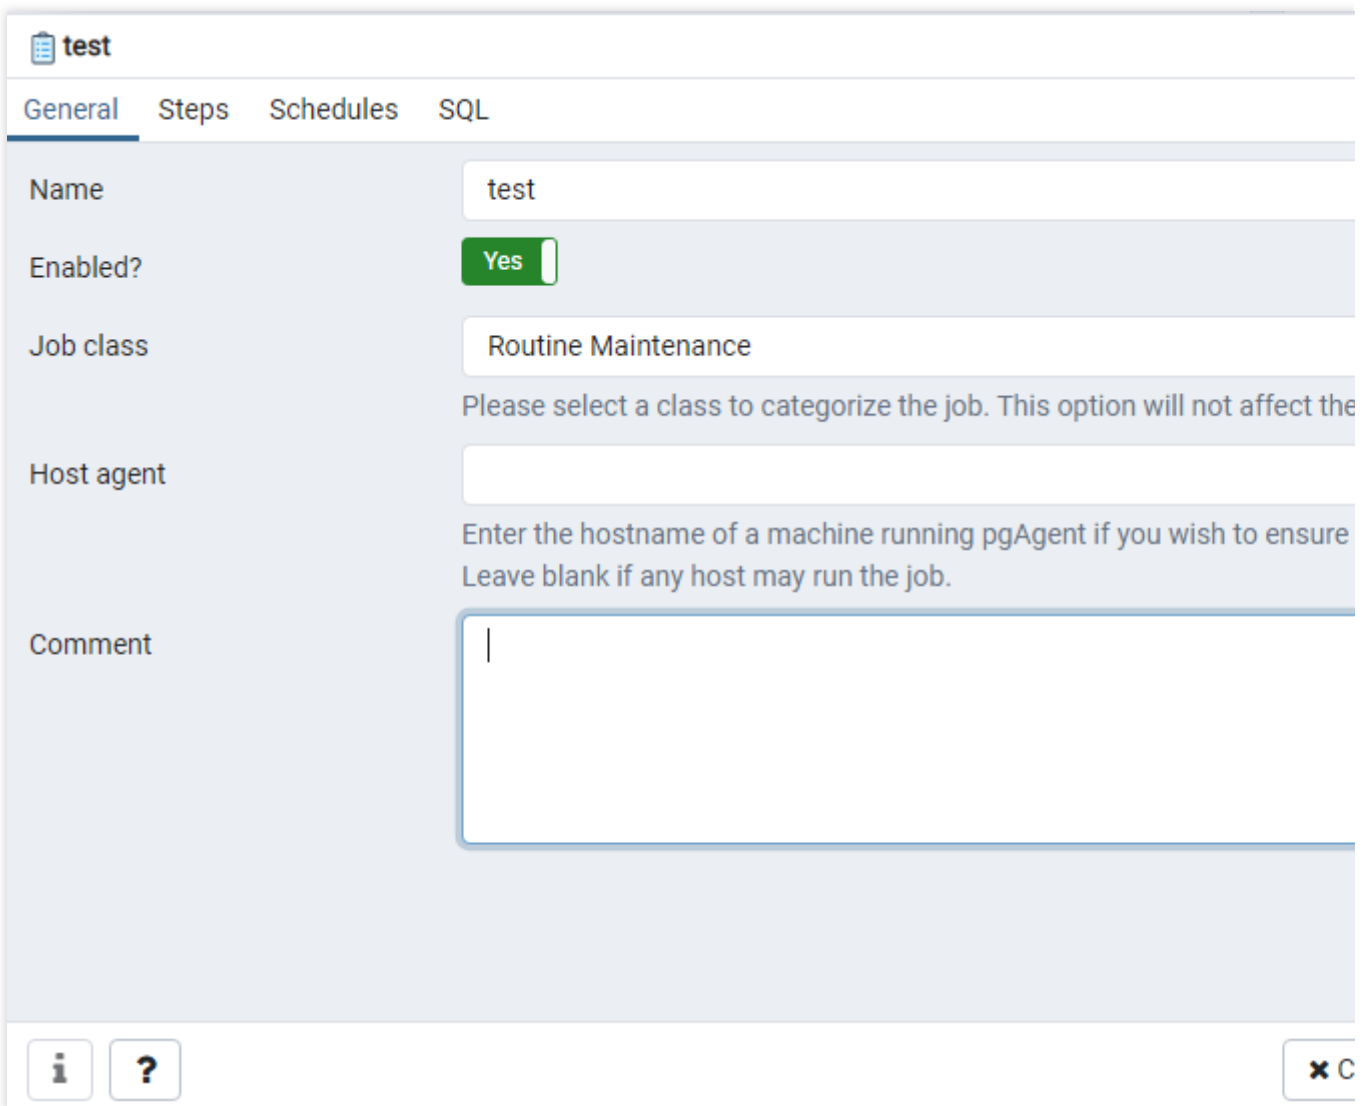 test
General Steps Schedules SQL
Name test
Enabled? Yes
Job class Routine Maintenance
Please select a class to categorize the job. This option will not affect the
Host agent
Enter the hostname of a machine running pgAgent if you wish to ensure
Leave blank if any host may run the job.
Comment
i ? ✖ C